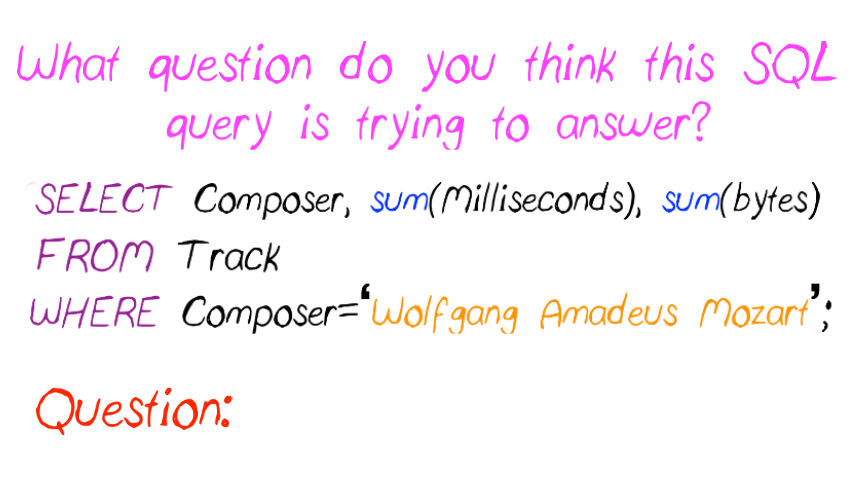 What question do you think this SQL
query is trying to answer?
SELECT Composer, sum(Milliseconds), sum(bytes)
FROM Track
WHERE Composer=‘Wolfgang Amadeus Mozart’;
Question: